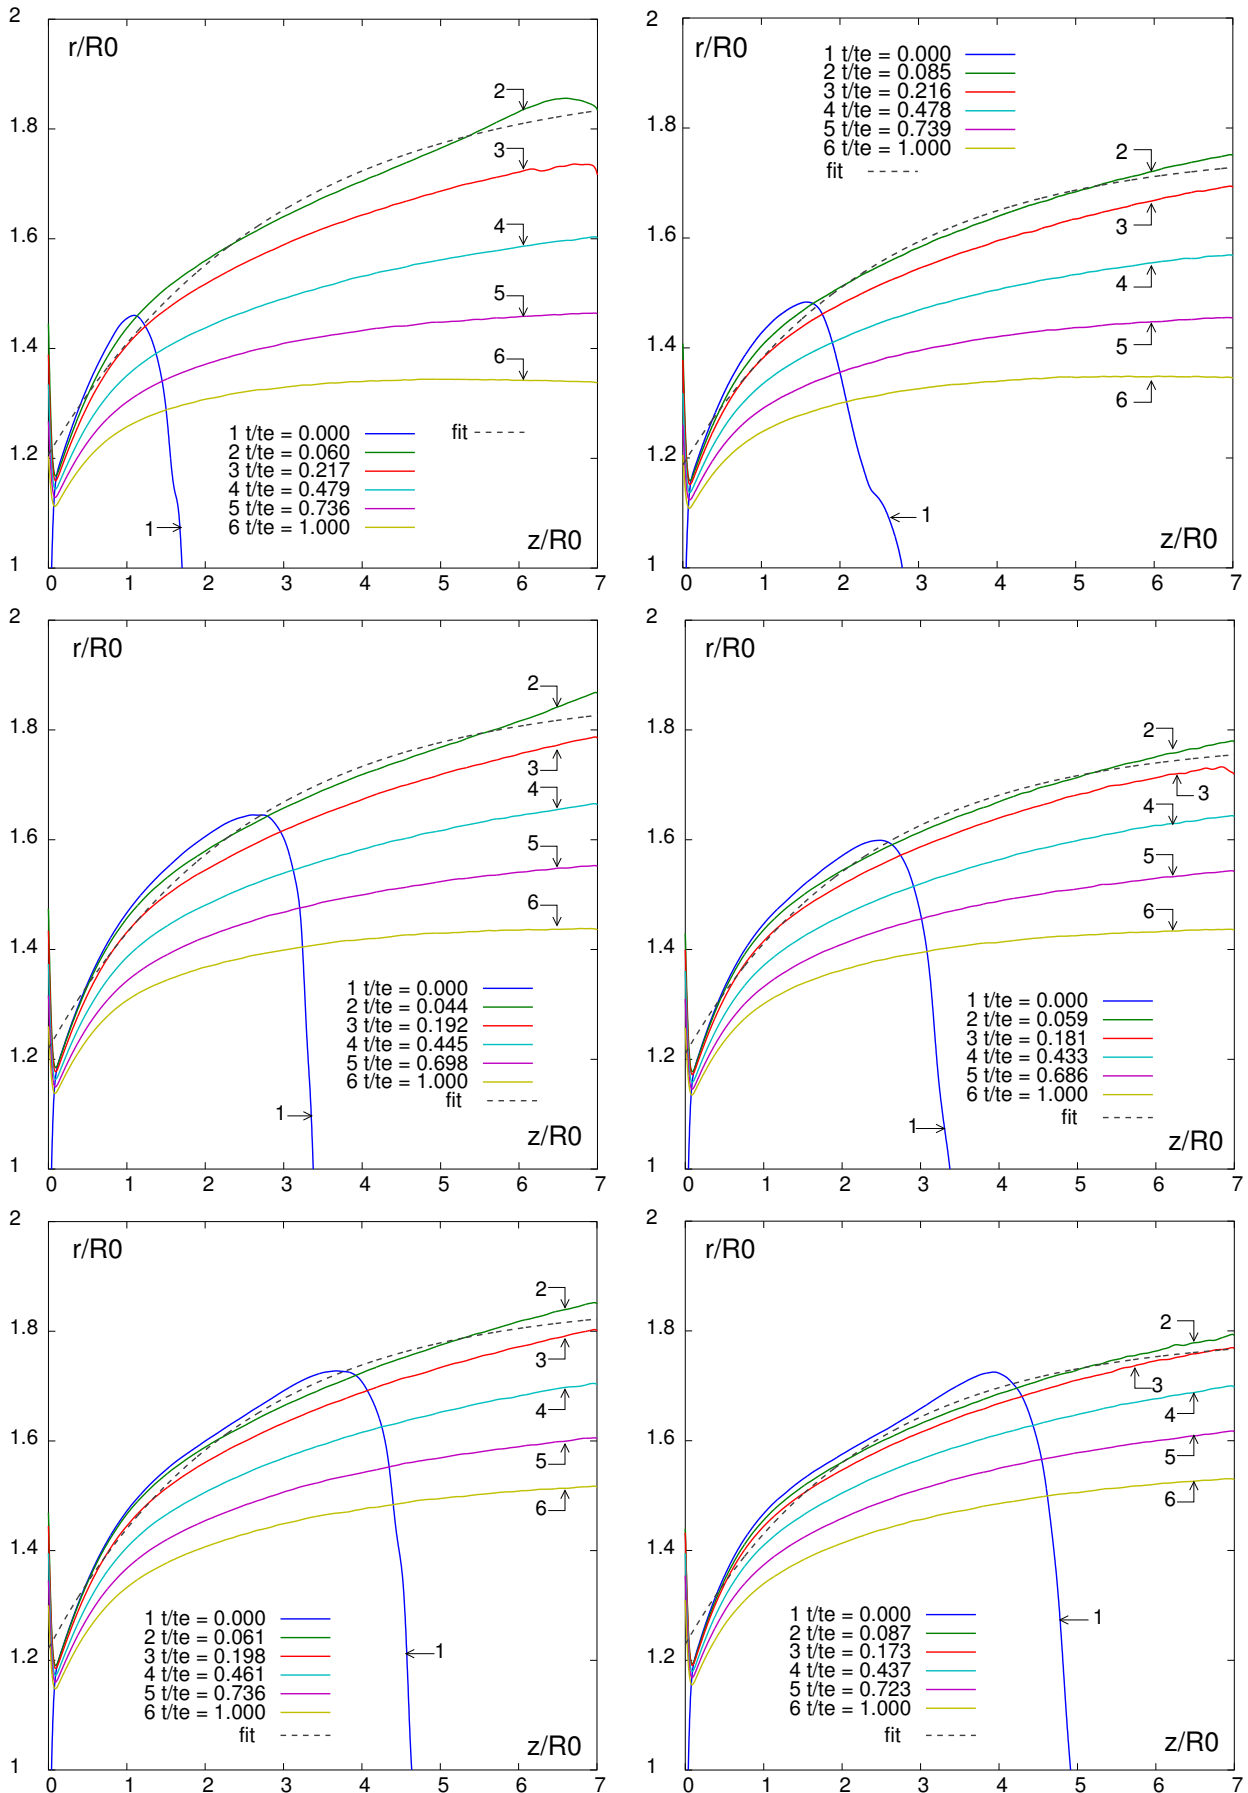 2
r/R0
1.8
1.6
1.4
1.2
1
2
3
4
5
6
1 t/te = 0.000
2 t/te = 0.060
3 t/te = 0.217
4 t/te = 0.479
5 t/te = 0.736
6 t/te = 1.000
fit
1
z/R0
0 1 2 3 4 5 6 7
2
r/R0
1.8
1.6
1.4
1.2
1
1 t/te = 0.000
2 t/te = 0.085
3 t/te = 0.216
4 t/te = 0.478
5 t/te = 0.739
6 t/te = 1.000
fit
2
3
4
5
6
1
z/R0
0 1 2 3 4 5 6 7
2
r/R0
1.8
1.6
1.4
1.2
1
2
3
4
5
6
1 t/te = 0.000
2 t/te = 0.044
3 t/te = 0.192
4 t/te = 0.445
5 t/te = 0.698
6 t/te = 1.000
fit
1
z/R0
0 1 2 3 4 5 6 7
2
r/R0
1.8
1.6
1.4
1.2
1
2
3
4
5
6
1 t/te = 0.000
2 t/te = 0.059
3 t/te = 0.181
4 t/te = 0.433
5 t/te = 0.686
6 t/te = 1.000
fit
1
z/R0
0 1 2 3 4 5 6 7
2
r/R0
1.8
1.6
1.4
1.2
1
2
3
4
5
6
1 t/te = 0.000
2 t/te = 0.061
3 t/te = 0.198
4 t/te = 0.461
5 t/te = 0.736
6 t/te = 1.000
fit
1
z/R0
0 1 2 3 4 5 6 7
2
r/R0
1.8
1.6
1.4
1.2
1
2
3
4
5
6
1 t/te = 0.000
2 t/te = 0.087
3 t/te = 0.173
4 t/te = 0.437
5 t/te = 0.723
6 t/te = 1.000
fit
1
z/R0
0 1 2 3 4 5 6 7